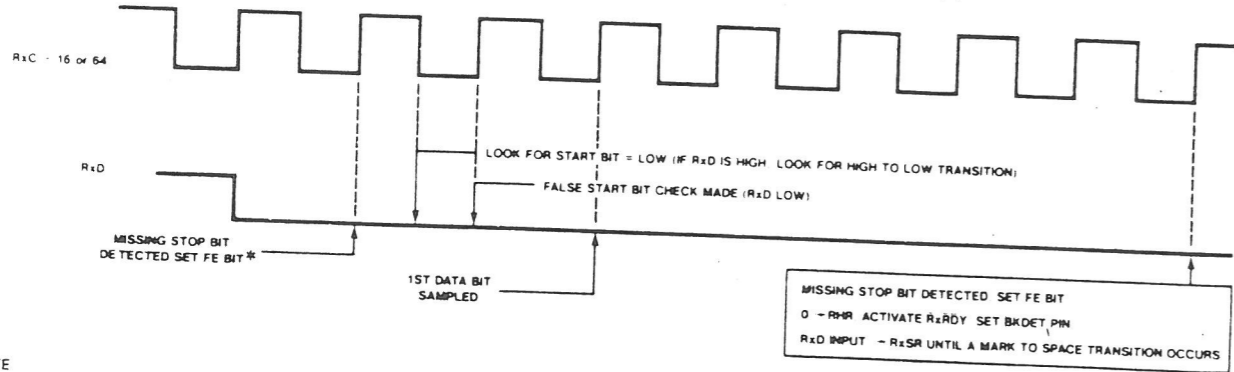 RxC - 16 or 64
LOOK FOR START BIT = LOW (IF RxD IS HIGH LOOK FOR HIGH TO LOW TRANSITION)
RxD
FALSE START BIT CHECK MADE (RxD LOW)
MISSING STOP BIT
DETECTED SET FE BIT*
1ST DATA BIT
SAMPLED
MISSING STOP BIT DETECTED SET FE BIT
0 → RHR ACTIVATE RxRDY SET BKDET PIN
RxD INPUT → RxSR UNTIL A MARK TO SPACE TRANSITION OCCURS